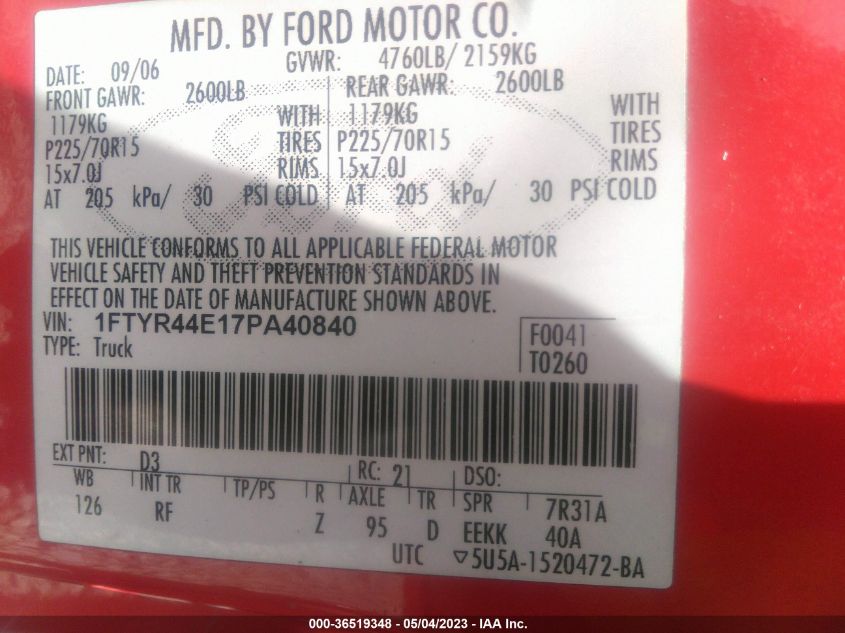 MFD. BY FORD MOTOR CO.
DATE: 09/06 GVWR: 4760LB/ 2159KG
FRONT GAWR: 2600LB REAR GAWR: 2600LB
1179KG WITH 1179KG WITH
P225/70R15 TIRES P225/70R15 TIRES
15x7.0J RIMS 15x7.0J RIMS
AT 205 kPa/ 30 PSI COLD AT 205 kPa/ 30 PSI COLD
Ford
THIS VEHICLE CONFORMS TO ALL APPLICABLE FEDERAL MOTOR
VEHICLE SAFETY AND THEFT PREVENTION STANDARDS IN
EFFECT ON THE DATE OF MANUFACTURE SHOWN ABOVE.
VIN: 1FTYR44E17PA40840 F0041
TYPE: Truck T0260
EXT PNT: D3 RC: 21 DSO:
WB INT TR TP/PS R AXLE TR SPR 7R31A
126 RF Z 95 D EEKK 40A
UTC ▽5U5A-1520472-BA
000-36519348 - 05/04/2023 - IAA Inc.